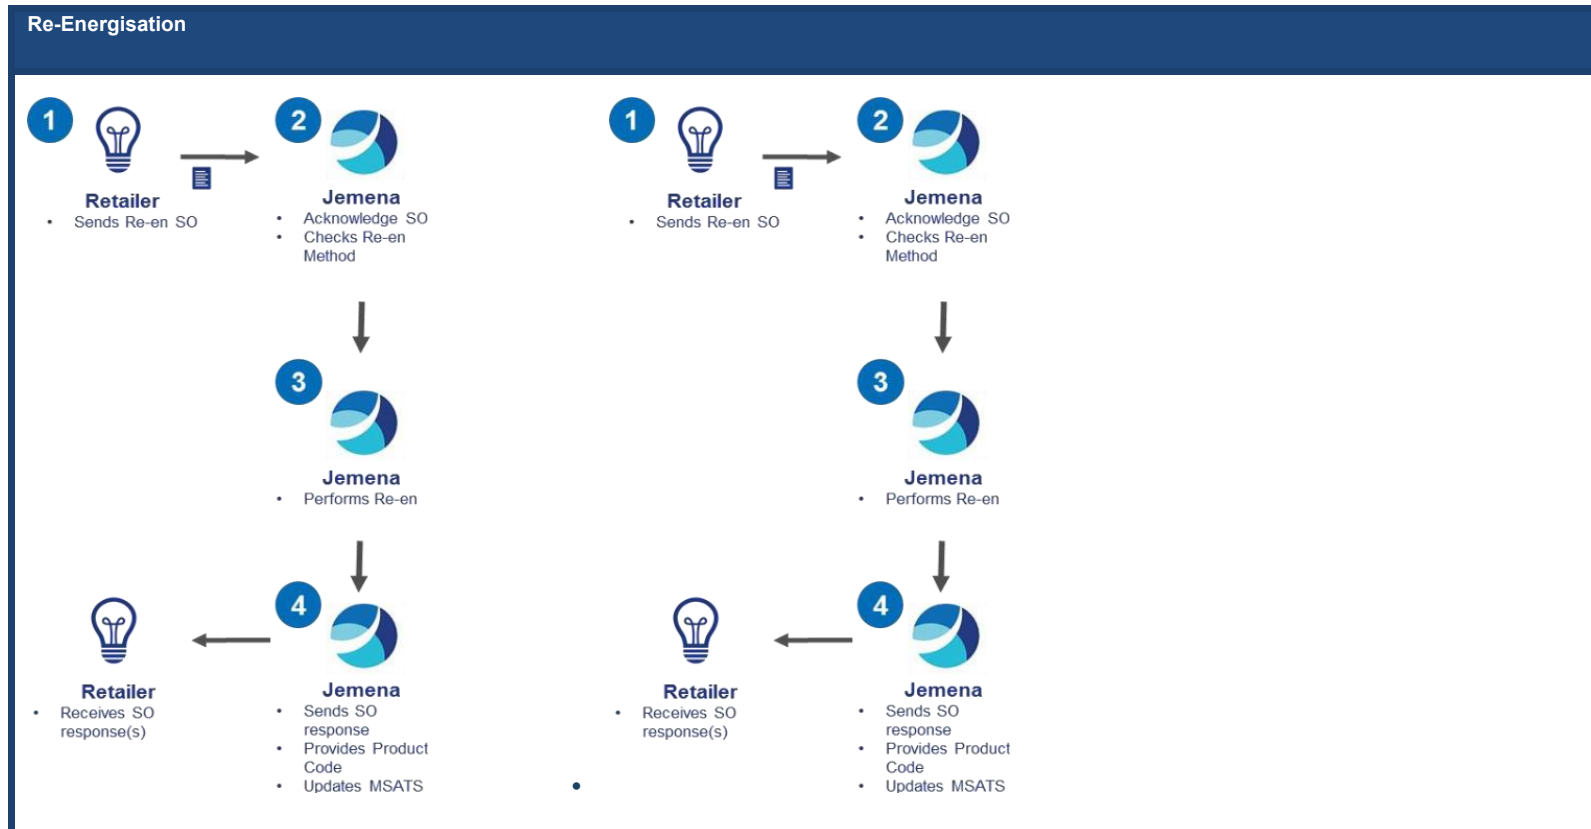 Re-Energisation
1
2
Retailer
• Sends Re-en SO
Jemena
• Acknowledge SO
• Checks Re-en
Method
3
Jemena
• Performs Re-en
4
Retailer
• Receives SO
response(s)
Jemena
• Sends SO
response
• Provides Product
Code
• Updates MSATS
•
1
2
Retailer
• Sends Re-en SO
Jemena
• Acknowledge SO
• Checks Re-en
Method
3
Jemena
• Performs Re-en
4
Retailer
• Receives SO
response(s)
Jemena
• Sends SO
response
• Provides Product
Code
• Updates MSATS